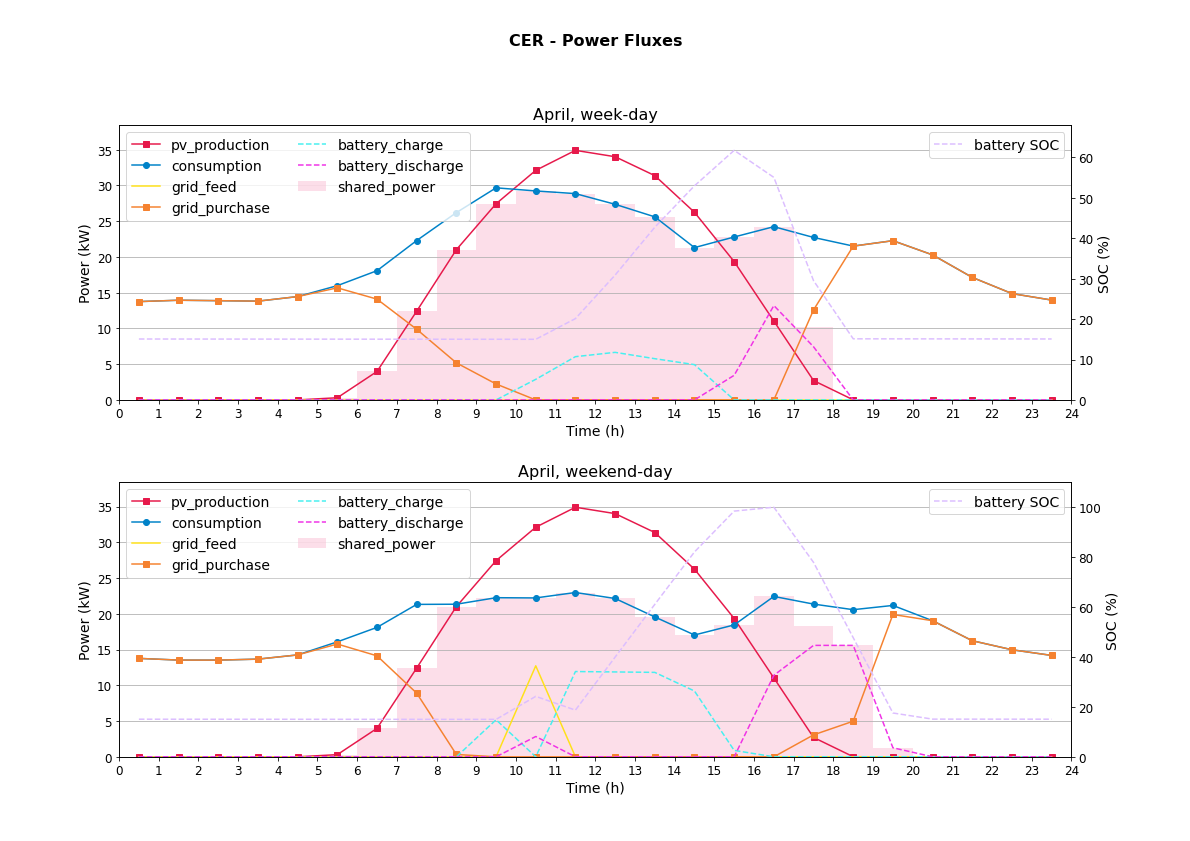 CER - Power Fluxes
April, week-day
pv_production
consumption
grid_feed
grid_purchase
battery_charge
battery_discharge
shared_power
battery SOC
Power (kW)
0
5
10
15
20
25
30
35
SOC (%)
0
10
20
30
40
50
60
0 1 2 3 4 5 6 7 8 9 10 11 12 13 14 15 16 17 18 19 20 21 22 23 24
Time (h)
April, weekend-day
pv_production
consumption
grid_feed
grid_purchase
battery_charge
battery_discharge
shared_power
battery SOC
Power (kW)
0
5
10
15
20
25
30
35
SOC (%)
0
20
40
60
80
100
0 1 2 3 4 5 6 7 8 9 10 11 12 13 14 15 16 17 18 19 20 21 22 23 24
Time (h)